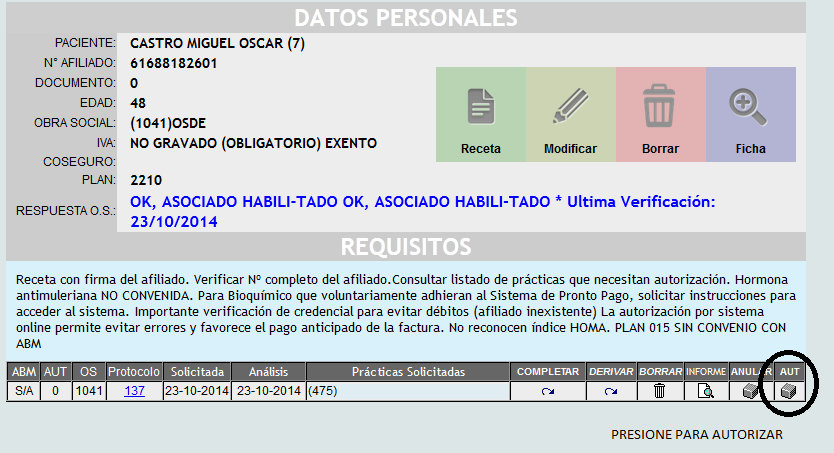 DATOS PERSONALES
PACIENTE: CASTRO MIGUEL OSCAR (7)
N° AFILIADO: 61688182601
DOCUMENTO: 0
EDAD: 48
OBRA SOCIAL: (1041)OSDE
IVA: NO GRAVADO (OBLIGATORIO) EXENTO
COSEGURO:
PLAN: 2210
RESPUESTA O.S.: OK, ASOCIADO HABILI-TADO OK, ASOCIADO HABILI-TADO * Ultima Verificación:
23/10/2014
Receta Modificar Borrar Ficha
REQUISITOS
Receta con firma del afiliado. Verificar Nº completo del afiliado.Consultar listado de prácticas que necesitan autorización. Hormona
antimuleriana NO CONVENIDA. Para Bioquímico que voluntariamente adhieran al Sistema de Pronto Pago, solicitar instrucciones para
acceder al sistema. Importante verificación de credencial para evitar débitos (afiliado inexistente) La autorización por sistema
online permite evitar errores y favorece el pago anticipado de la factura. No reconocen índice HOMA. PLAN 015 SIN CONVENIO CON
ABM
ABM AUT OS Protocolo Solicitada Análisis Prácticas Solicitadas COMPLETAR DERIVAR BORRAR INFORME ANULAR AUT
S/A 0 1041 137 23-10-2014 23-10-2014 (475)
PRESIONE PARA AUTORIZAR